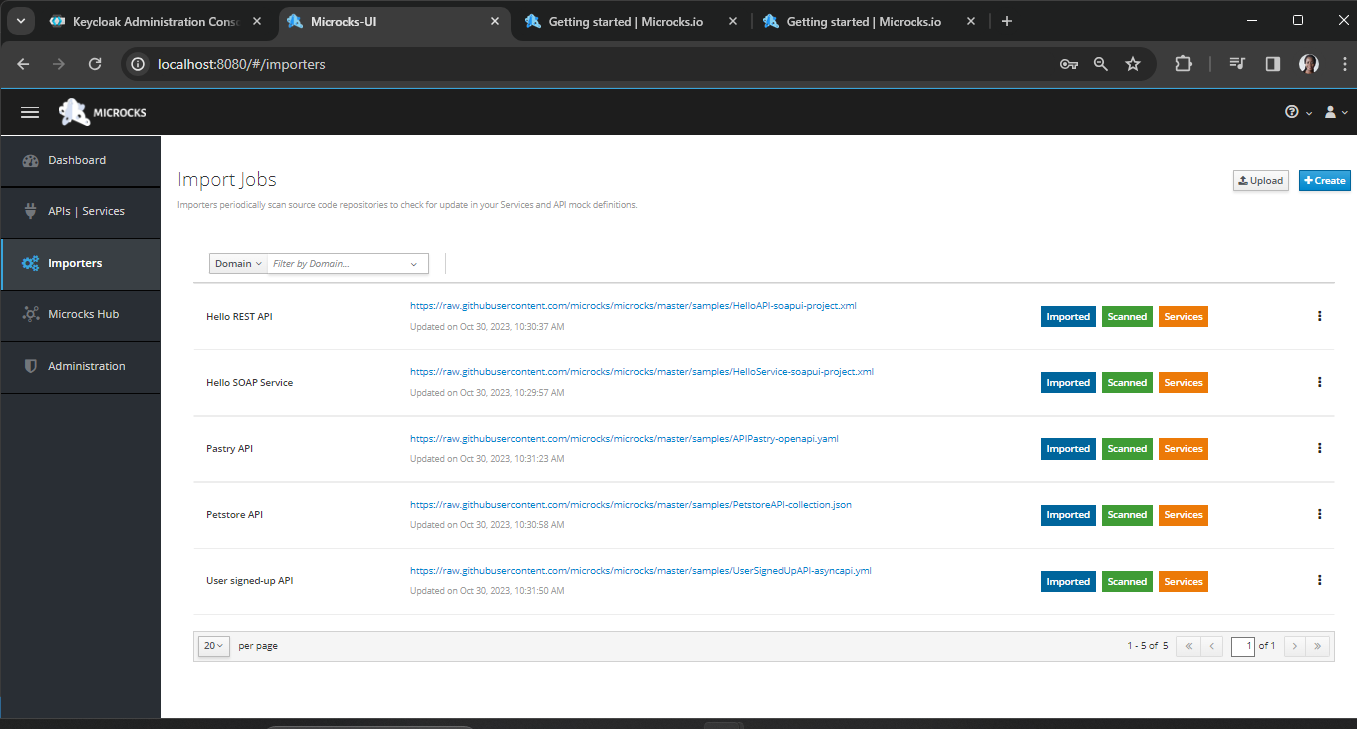 Keycloak Administration Conso
Microcks-UI
Getting started | Microcks.io
Getting started | Microcks.io
localhost:8080/#/importers
MICROCKS
Dashboard
APIs | Services
Importers
Microcks Hub
Administration
Import Jobs
Upload
Create
Importers periodically scan source code repositories to check for update in your Services and API mock definitions.
Domain
Filter by Domain...
Hello REST API
https://raw.githubusercontent.com/microcks/microcks/master/samples/HelloAPI-soapui-project.xml
Updated on Oct 30, 2023, 10:30:37 AM
Imported Scanned Services
Hello SOAP Service
https://raw.githubusercontent.com/microcks/microcks/master/samples/HelloService-soapui-project.xml
Updated on Oct 30, 2023, 10:29:57 AM
Imported Scanned Services
Pastry API
https://raw.githubusercontent.com/microcks/microcks/master/samples/APIPastry-openapi.yaml
Updated on Oct 30, 2023, 10:31:23 AM
Imported Scanned Services
Petstore API
https://raw.githubusercontent.com/microcks/microcks/master/samples/PetstoreAPI-collection.json
Updated on Oct 30, 2023, 10:30:58 AM
Imported Scanned Services
User signed-up API
https://raw.githubusercontent.com/microcks/microcks/master/samples/UserSignedUpAPI-asyncapi.yml
Updated on Oct 30, 2023, 10:31:50 AM
Imported Scanned Services
20 per page
1 - 5 of 5
1 of 1